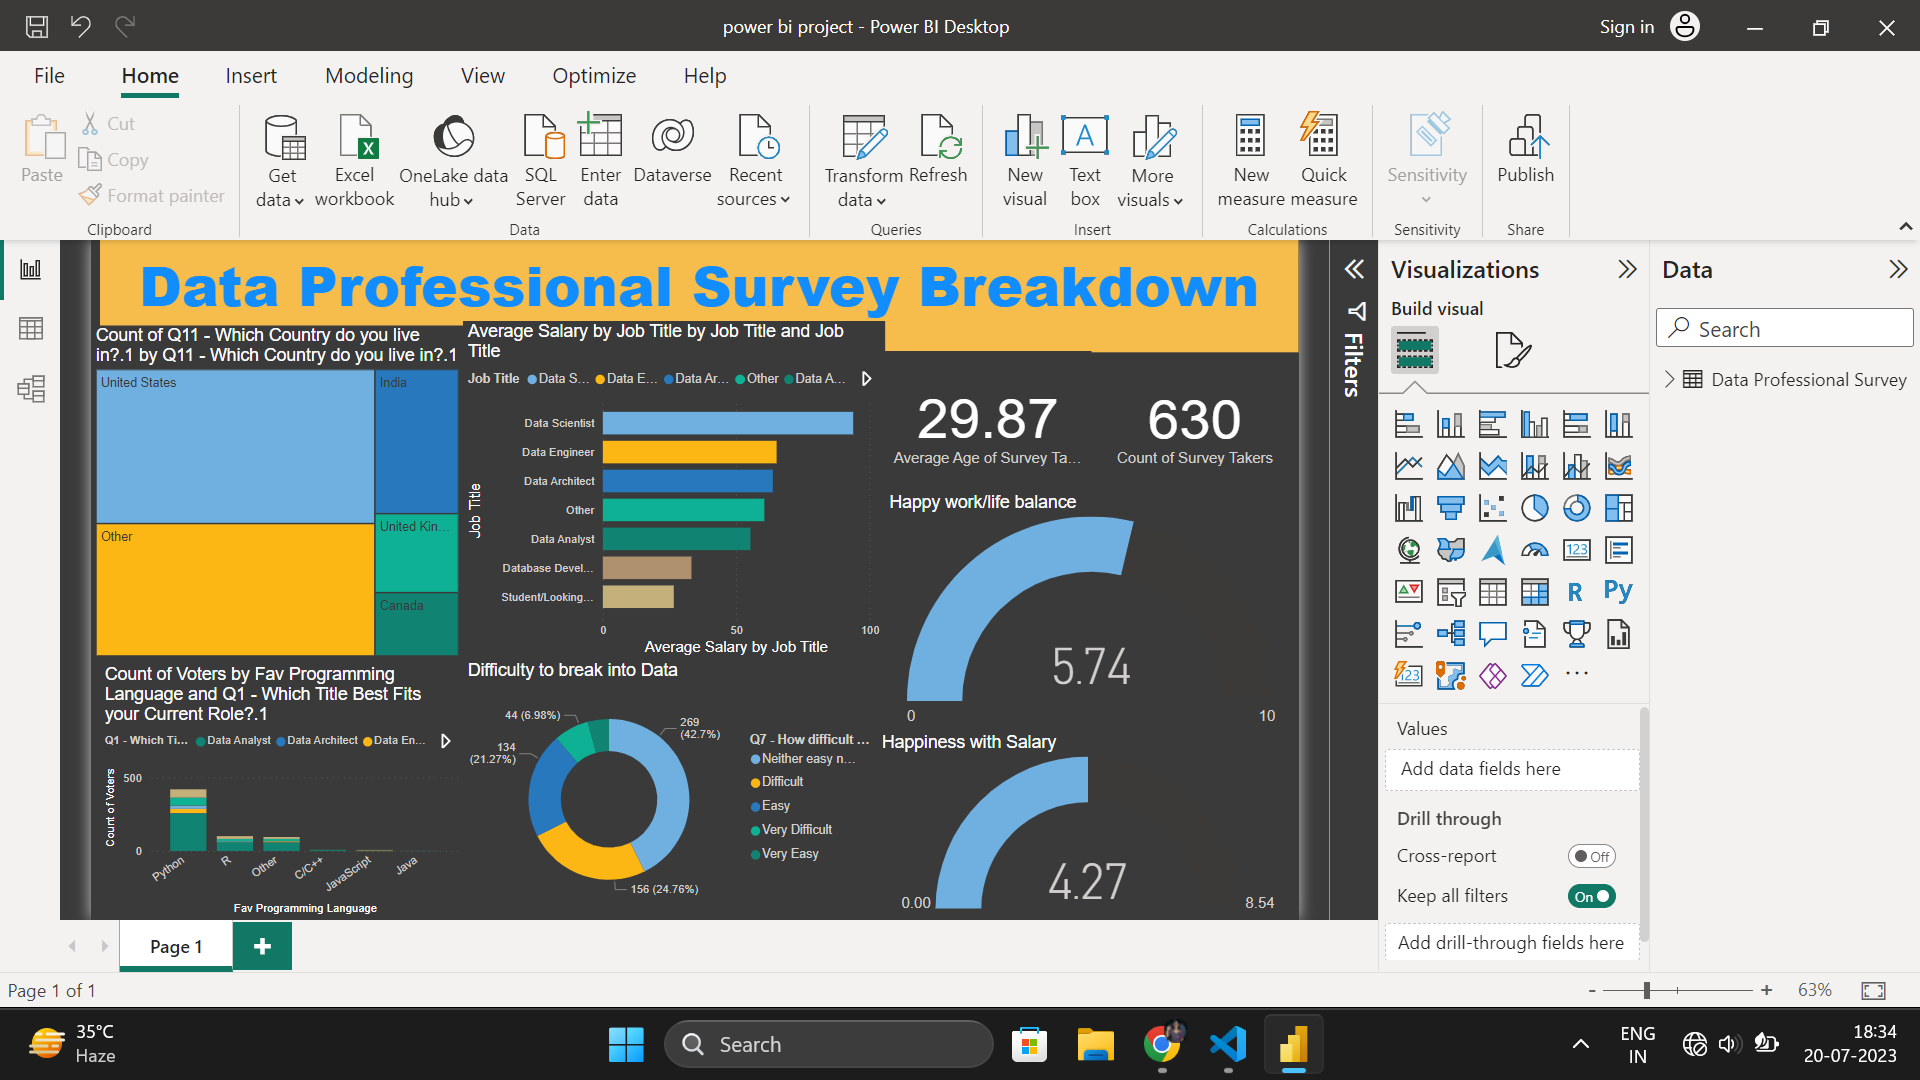 power bi project - Power BI Desktop
Sign in
File Home Insert Modeling View Optimize Help
Paste
Cut
Copy
Format painter
Clipboard
Get data
Excel workbook
OneLake data hub
SQL Server
Enter data
Dataverse
Recent sources
Data
Transform data
Refresh
Queries
New visual
Text box
More visuals
Insert
New measure
Quick measure
Calculations
Sensitivity
Sensitivity
Publish
Share
Data Professional Survey Breakdown
Count of Q11 - Which Country do you live
in?.1 by Q11 - Which Country do you live in?.1
United States
India
Other
United Kin...
Canada
Average Salary by Job Title by Job Title and Job
Title
Job Title Data S... Data E... Data Ar... Other Data A...
Job Title
Data Scientist
Data Engineer
Data Architect
Other
Data Analyst
Database Devel...
Student/Looking...
0 50 100
Average Salary by Job Title
29.87
Average Age of Survey Ta...
630
Count of Survey Takers
Happy work/life balance
5.74
0 10
Count of Voters by Fav Programming
Language and Q1 - Which Title Best Fits
your Current Role?.1
Q1 - Which Ti... Data Analyst Data Architect Data En...
Count of Voters
500
0
Python R Other C/C++ JavaScript Java
Fav Programming Language
Difficulty to break into Data
44 (6.98%)
269
(42.7%)
134
(21.27%)
156 (24.76%)
Q7 - How difficult ...
Neither easy n...
Difficult
Easy
Very Difficult
Very Easy
Happiness with Salary
4.27
0.00 8.54
Filters
Visualizations
Build visual
123
R
Py
123
...
Values
Add data fields here
Drill through
Cross-report
Off
Keep all filters
On
Add drill-through fields here
Data
Search
Data Professional Survey
Page 1
+
Page 1 of 1
- + 63%
35°C
Haze
Search
ENG
IN
18:34
20-07-2023